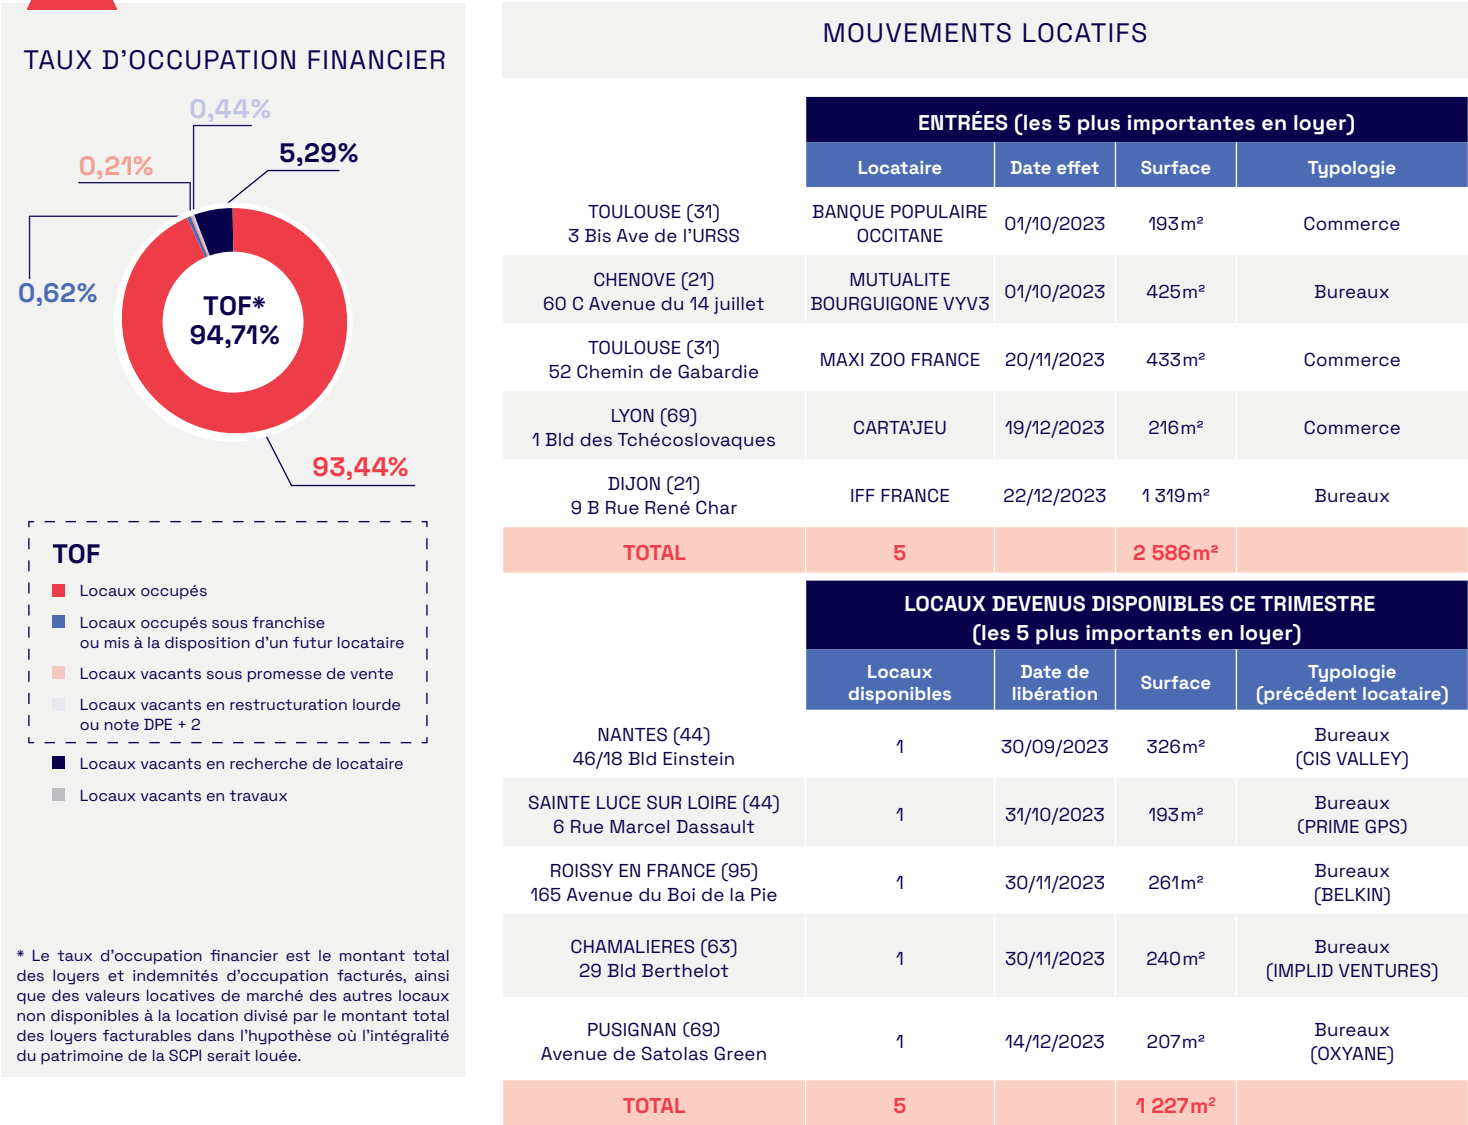 TAUX D'OCCUPATION FINANCIER
0,44%
5,29%
0,21%
0,62%
TOF*
94,71%
93,44%
TOF
Locaux occupés
Locaux occupés sous franchise
ou mis à la disposition d'un futur locataire
Locaux vacants sous promesse de vente
Locaux vacants en restructuration lourde
ou note DPE + 2
Locaux vacants en recherche de locataire
Locaux vacants en travaux
* Le taux d'occupation financier est le montant total
des loyers et indemnités d'occupation facturés, ainsi
que des valeurs locatives de marché des autres locaux
non disponibles à la location divisé par le montant total
des loyers facturables dans l'hypothèse où l'intégralité
du patrimoine de la SCPI serait louée.
MOUVEMENTS LOCATIFS
ENTRÉES (les 5 plus importantes en loyer)
Locataire Date effet Surface Typologie
TOULOUSE (31)
3 Bis Ave de l'URSS
BANQUE POPULAIRE
OCCITANE
01/10/2023 193m² Commerce
CHENOVE (21)
60 C Avenue du 14 juillet
MUTUALITE
BOURGUIGONE VYV3
01/10/2023 425m² Bureaux
TOULOUSE (31)
52 Chemin de Gabardie
MAXI ZOO FRANCE 20/11/2023 433m² Commerce
LYON (69)
1 Bld des Tchécoslovaques
CARTA'JEU 19/12/2023 216m² Commerce
DIJON (21)
9 B Rue René Char
IFF FRANCE 22/12/2023 1 319m² Bureaux
TOTAL 5 2 586m²
LOCAUX DEVENUS DISPONIBLES CE TRIMESTRE
(les 5 plus importants en loyer)
Locaux
disponibles
Date de
libération
Surface
Typologie
(précédent locataire)
NANTES (44)
46/18 Bld Einstein
1 30/09/2023 326m²
Bureaux
(CIS VALLEY)
SAINTE LUCE SUR LOIRE (44)
6 Rue Marcel Dassault
1 31/10/2023 193m²
Bureaux
(PRIME GPS)
ROISSY EN FRANCE (95)
165 Avenue du Boi de la Pie
1 30/11/2023 261m²
Bureaux
(BELKIN)
CHAMALIERES (63)
29 Bld Berthelot
1 30/11/2023 240m²
Bureaux
(IMPLID VENTURES)
PUSIGNAN (69)
Avenue de Satolas Green
1 14/12/2023 207m²
Bureaux
(OXYANE)
TOTAL 5 1 227m²